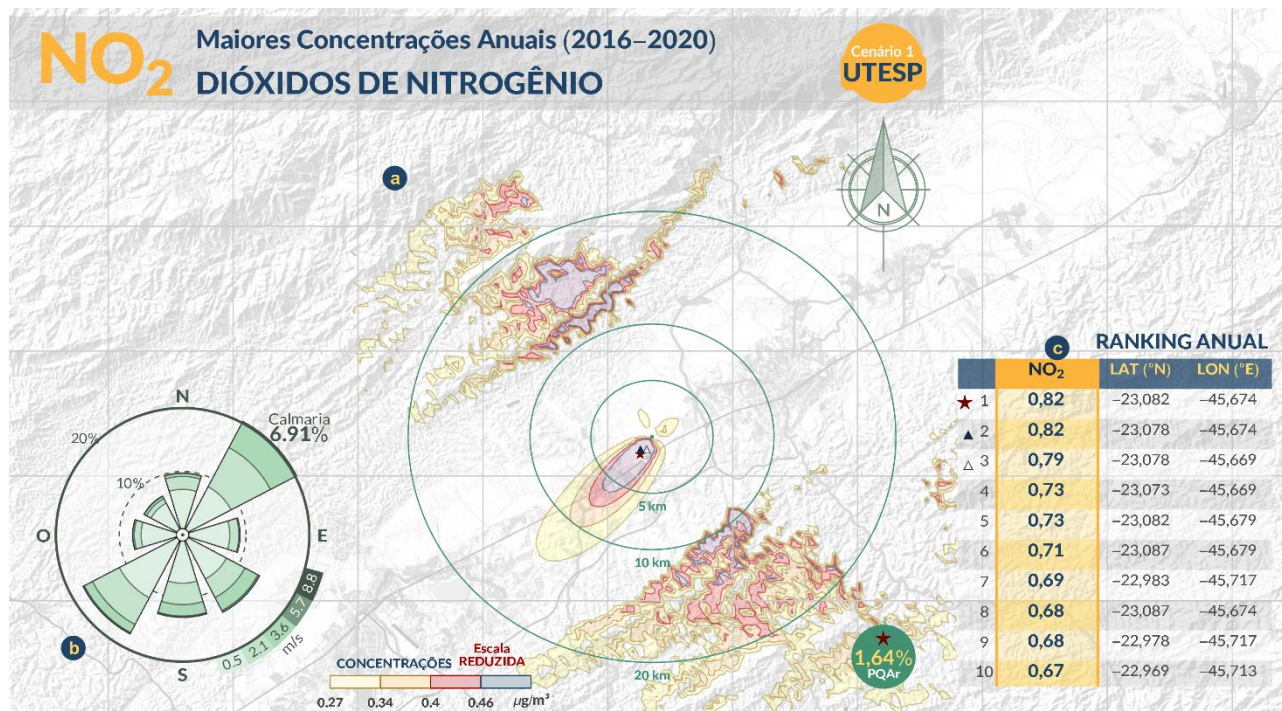 NO₂
Maiores Concentrações Anuais (2016–2020)
DIÓXIDOS DE NITROGÊNIO
Cenário 1
UTESP
a
N
5 km
10 km
20 km
N
Calmaria
6.91%
20%
10%
O
E
S
0.5 2.1 3.6 5.7 8.8
m/s
b
CONCENTRAÇÕES Escala REDUZIDA
0.27 0.34 0.4 0.46 µg/m³
1,64%
PQAr
c RANKING ANUAL
NO₂ LAT (°N) LON (°E)
1 0,82 –23,082 –45,674
2 0,82 –23,078 –45,674
3 0,79 –23,078 –45,669
4 0,73 –23,073 –45,669
5 0,73 –23,082 –45,679
6 0,71 –23,087 –45,679
7 0,69 –22,983 –45,717
8 0,68 –23,087 –45,674
9 0,68 –22,978 –45,717
10 0,67 –22,969 –45,713